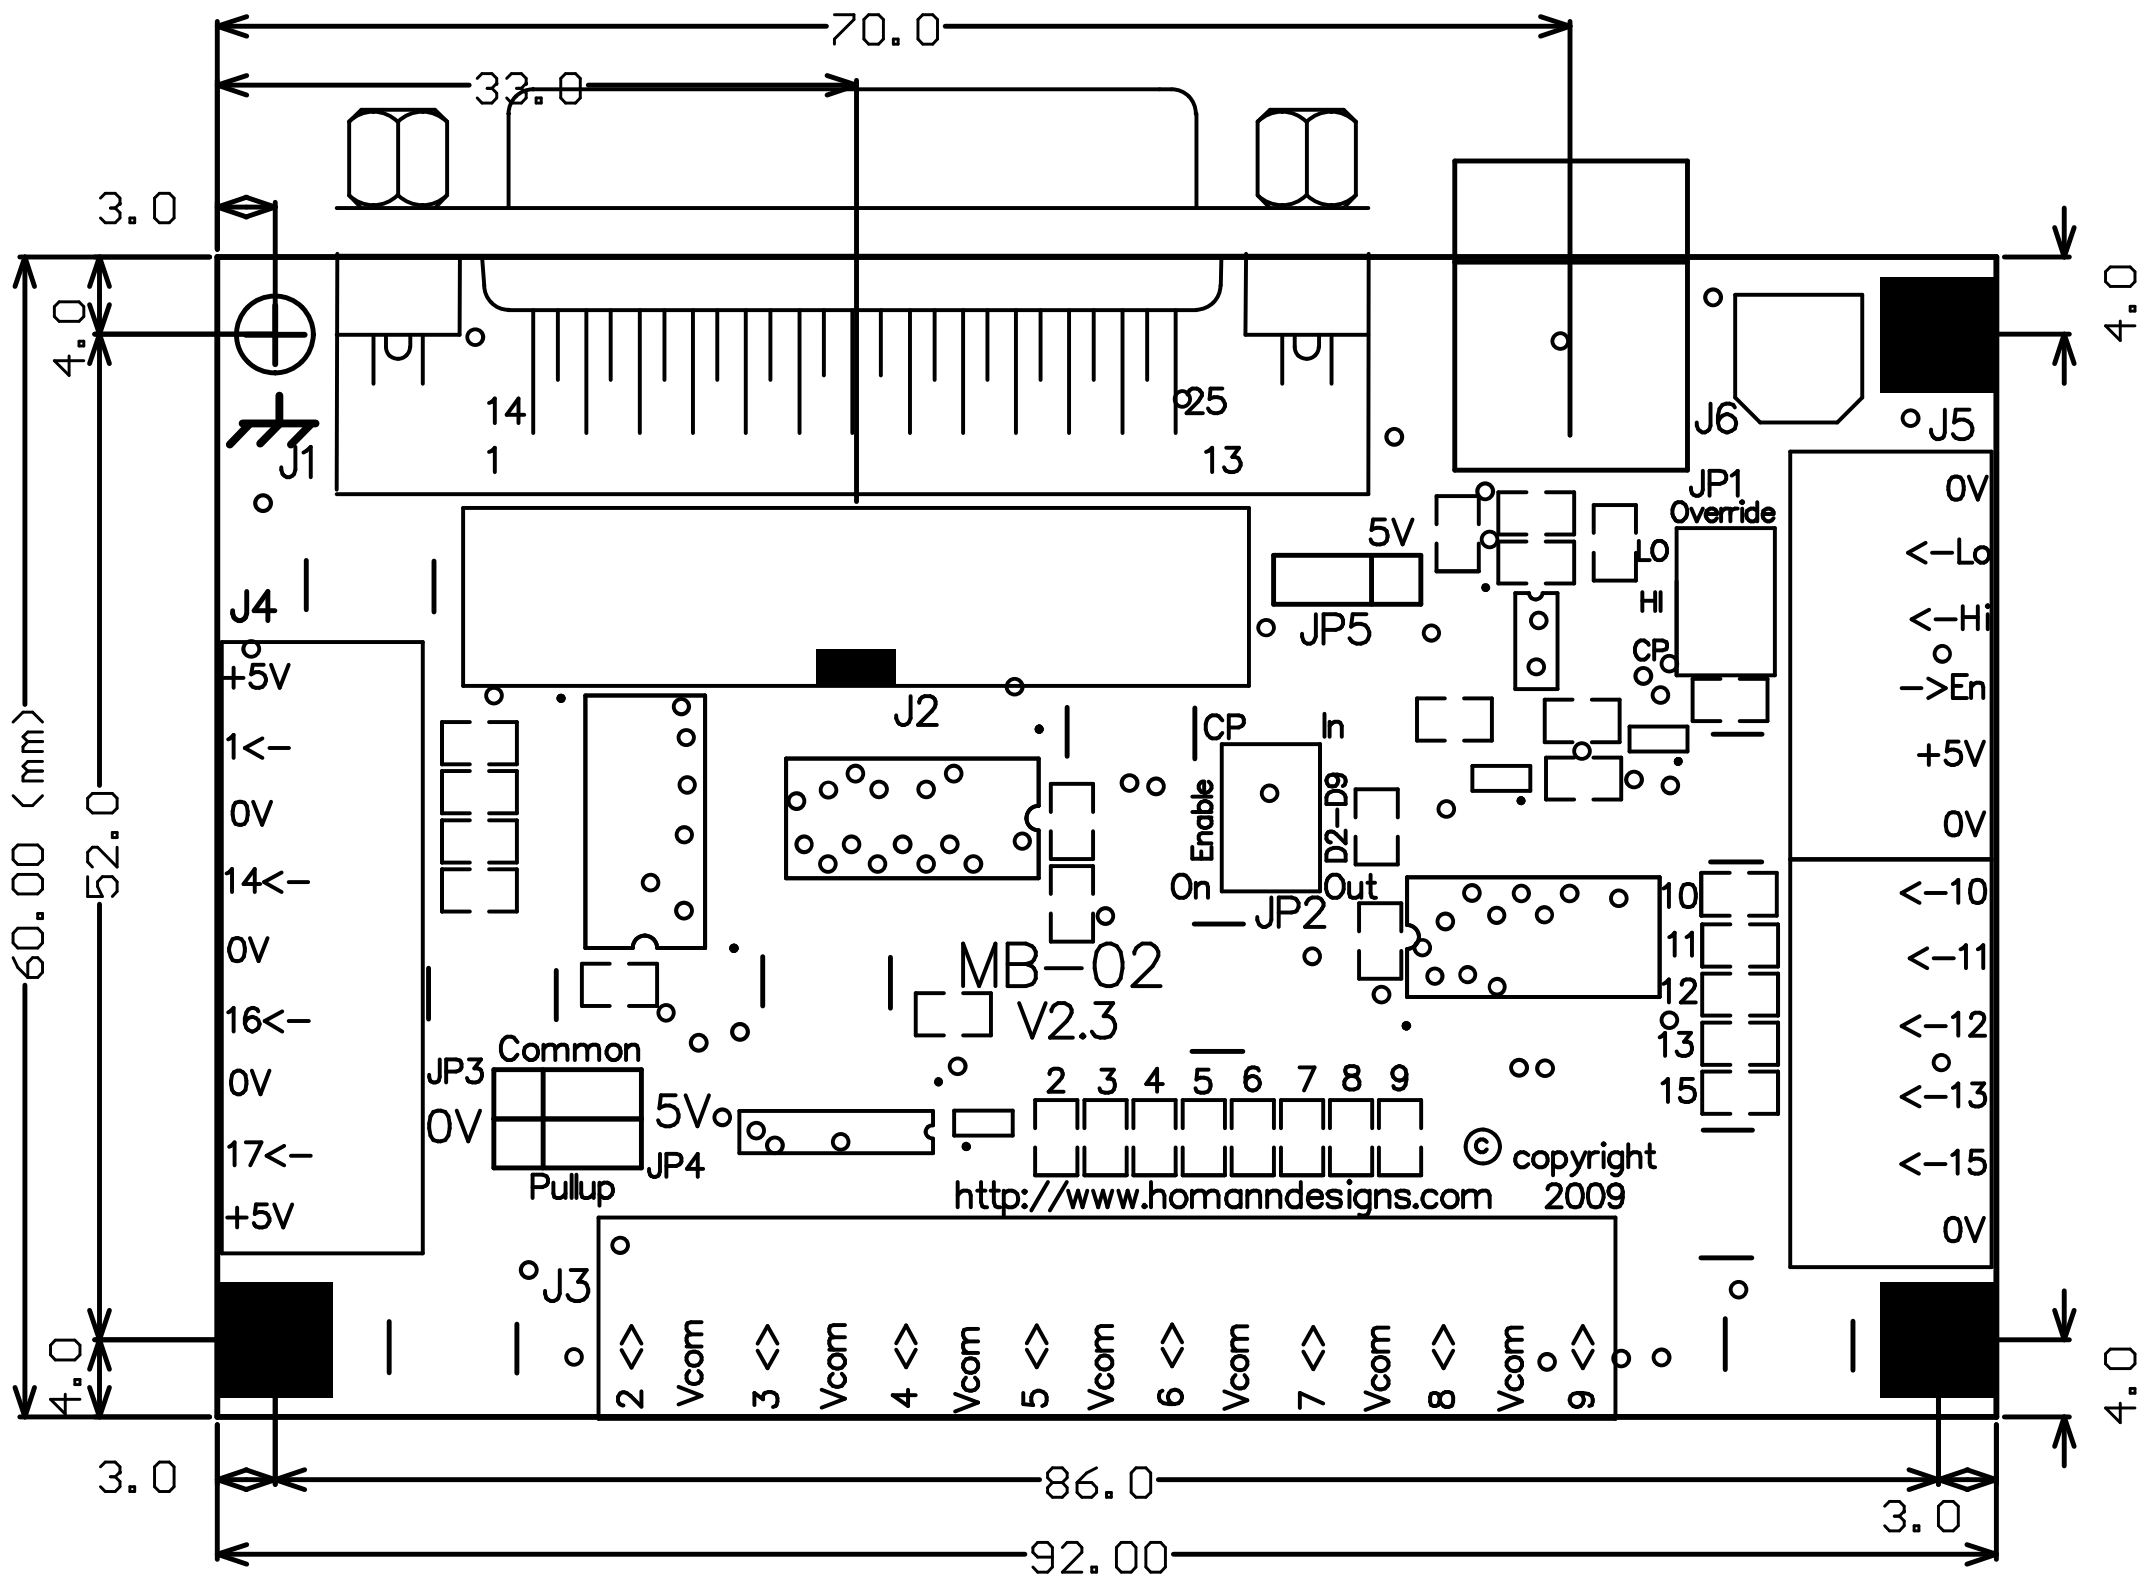 70.0
33.0
3.0
4.0
4.0
14
25
1
13
J1
J6
J5
JP1
Override
0V
5V
LO
<-Lo
HI
<-Hi
J4
JP5
CP
+5V
->En
J2
CP
In
1<-
+5V
60.00 (mm)
52.0
0V
Enable
D2-D9
0V
14<-
On
Out
10
<-10
JP2
0V
MB-02
11
<-11
12
16<-
V2.3
<-12
Common
13
JP3
0V
2 3 4 5 6 7 8 9
15
<-13
0V
5V
17<-
JP4
© copyright
<-15
Pullup
http://www.homanndesigns.com
2009
+5V
0V
J3
2 <> Vcom 3 <> Vcom 4 <> Vcom 5 <> Vcom 6 <> Vcom 7 <> Vcom 8 <> Vcom 9 <>
4.0
4.0
3.0
86.0
3.0
92.00